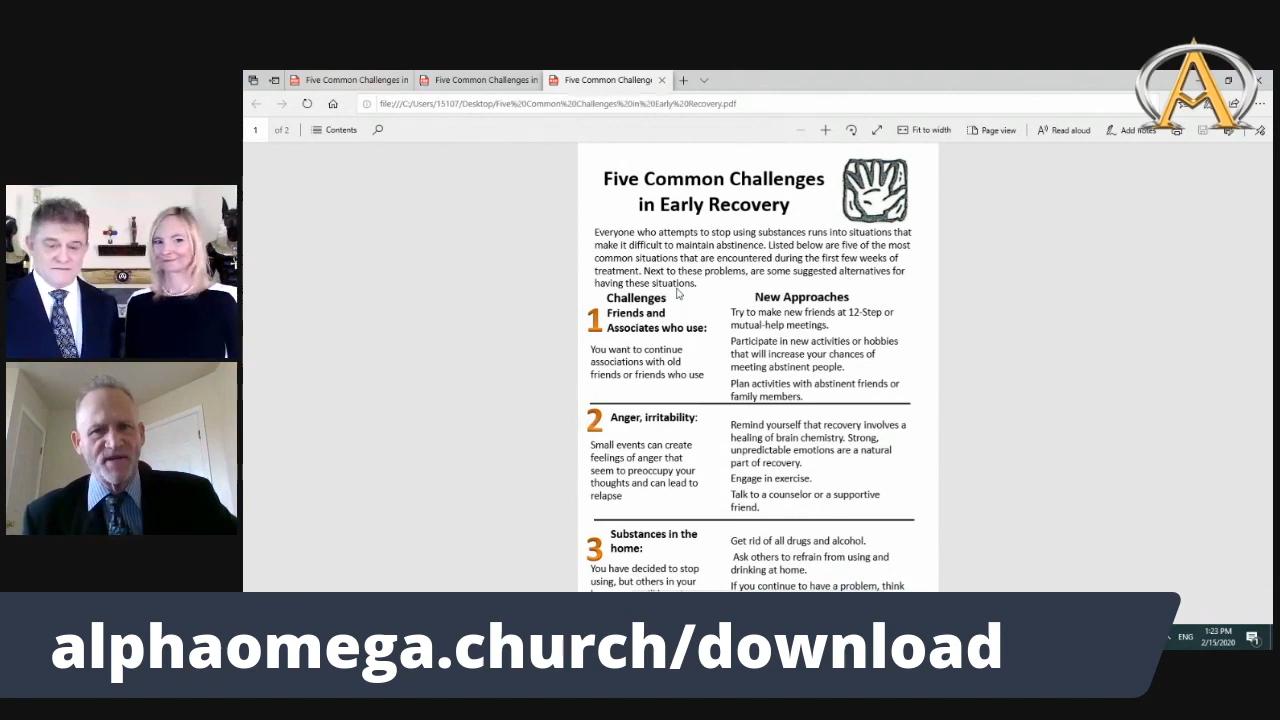 Five Common Challenges in
Five Common Challenges in
Five Common Challenge
file:///C:/Users/15107/Desktop/Five%20Common%20Challenges%20in%20Early%20Recovery.pdf
1 of 2
Contents
Fit to width
Page view
Read aloud
Add notes
Five Common Challenges
in Early Recovery
Everyone who attempts to stop using substances runs into situations that
make it difficult to maintain abstinence. Listed below are five of the most
common situations that are encountered during the first few weeks of
treatment. Next to these problems, are some suggested alternatives for
having these situations.
Challenges
New Approaches
1
Friends and
Associates who use:
You want to continue
associations with old
friends or friends who use
Try to make new friends at 12-Step or
mutual-help meetings.
Participate in new activities or hobbies
that will increase your chances of
meeting abstinent people.
Plan activities with abstinent friends or
family members.
2
Anger, irritability:
Small events can create
feelings of anger that
seem to preoccupy your
thoughts and can lead to
relapse
Remind yourself that recovery involves a
healing of brain chemistry. Strong,
unpredictable emotions are a natural
part of recovery.
Engage in exercise.
Talk to a counselor or a supportive
friend.
3
Substances in the
home:
You have decided to stop
using, but others in your
Get rid of all drugs and alcohol.
Ask others to refrain from using and
drinking at home.
If you continue to have a problem, think
alphaomega.church/download
ENG
1:23 PM
2/15/2020